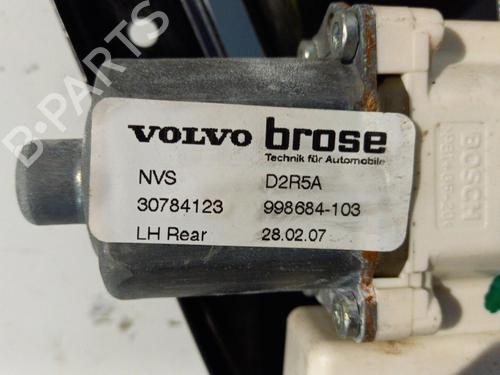 VOLVO brose
Technik für Automobile
NVS D2R5A
30784123 998684-103
LH Rear 28.02.07
BOSCH
B-PARTS